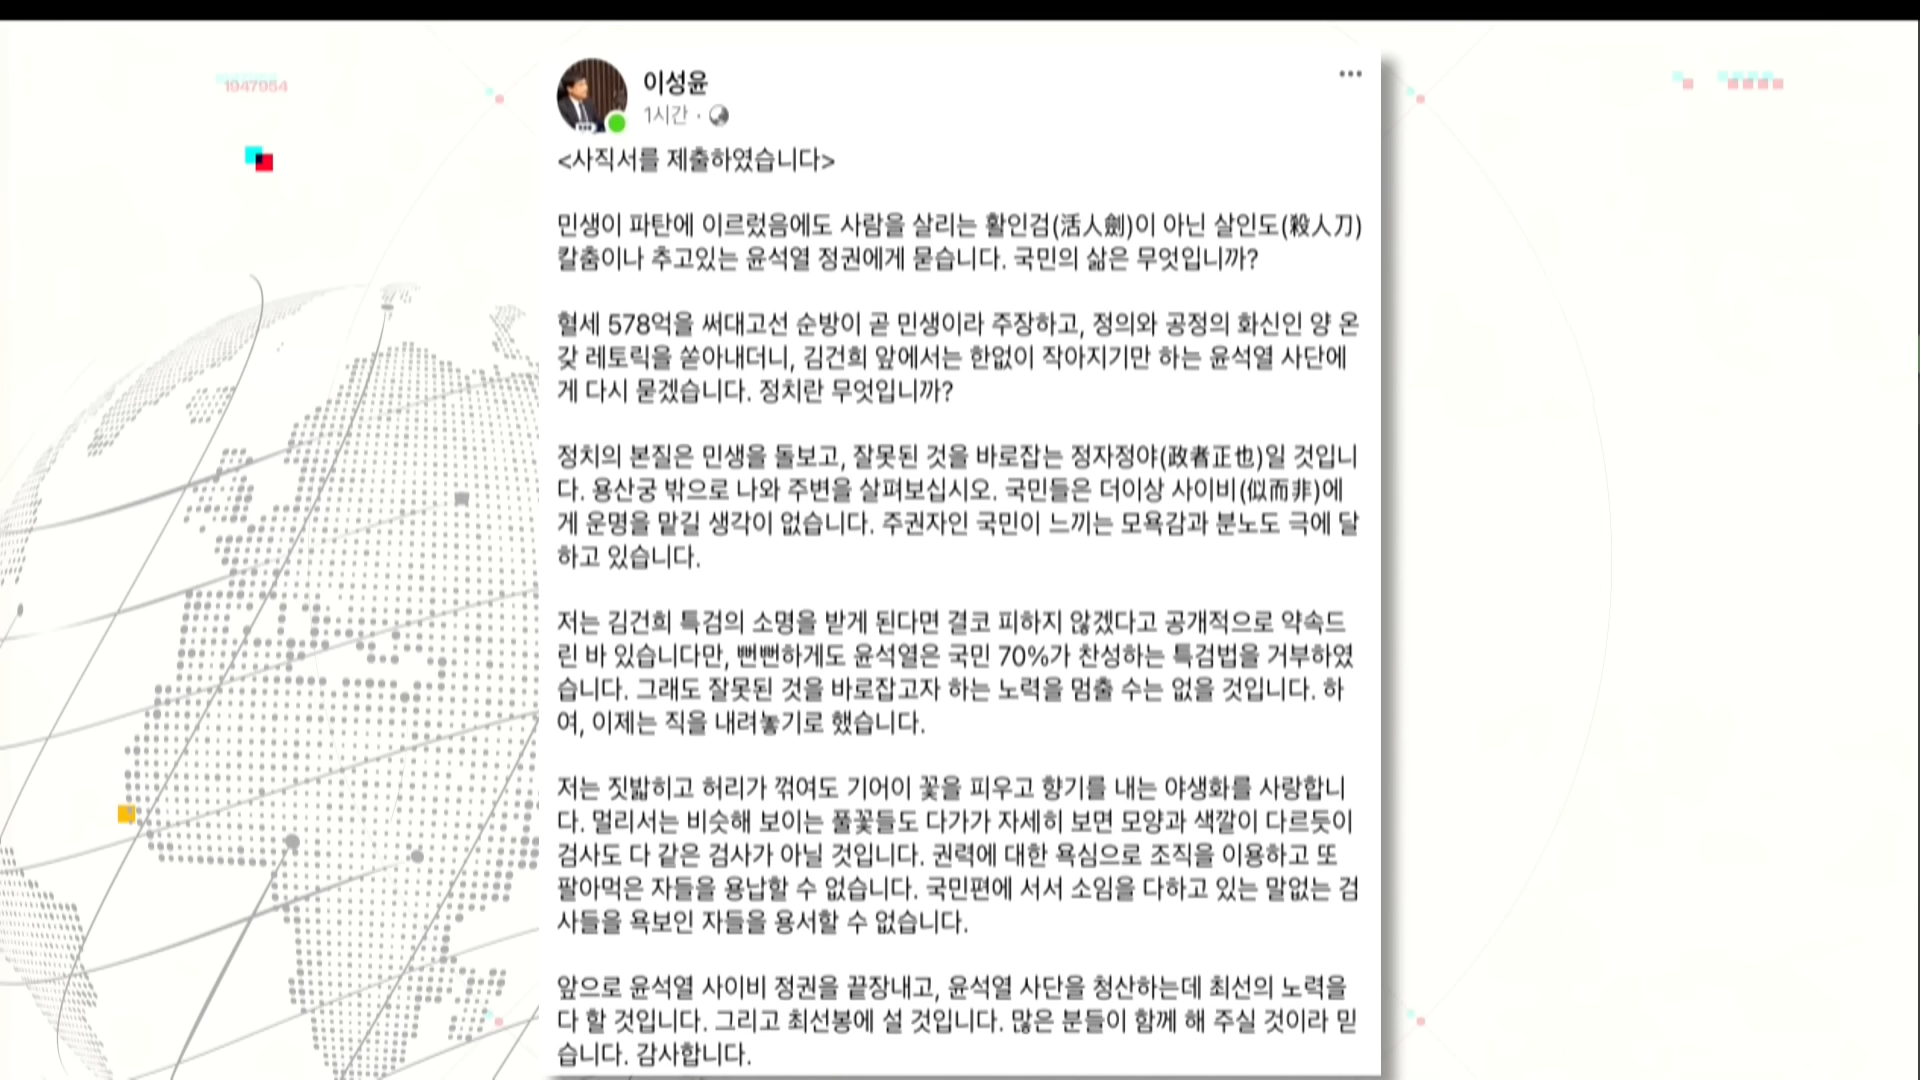 1947954
이성윤
1시간 ·
<사직서를 제출하였습니다>
민생이 파탄에 이르렀음에도 사람을 살리는 활인검(活人劍)이 아닌 살인도(殺人刀)
칼춤이나 추고있는 윤석열 정권에게 묻습니다. 국민의 삶은 무엇입니까?
혈세 578억을 써대고선 순방이 곧 민생이라 주장하고, 정의와 공정의 화신인 양 온
갖 레토릭을 쏟아내더니, 김건희 앞에서는 한없이 작아지기만 하는 윤석열 사단에
게 다시 묻겠습니다. 정치란 무엇입니까?
정치의 본질은 민생을 돌보고, 잘못된 것을 바로잡는 정자정야(政者正也)일 것입니
다. 용산궁 밖으로 나와 주변을 살펴보십시오. 국민들은 더이상 사이비(似而非)에
게 운명을 맡길 생각이 없습니다. 주권자인 국민이 느끼는 모욕감과 분노도 극에 달
하고 있습니다.
저는 김건희 특검의 소명을 받게 된다면 결코 피하지 않겠다고 공개적으로 약속드
린 바 있습니다만, 뻔뻔하게도 윤석열은 국민 70%가 찬성하는 특검법을 거부하였
습니다. 그래도 잘못된 것을 바로잡고자 하는 노력을 멈출 수는 없을 것입니다. 하
여, 이제는 직을 내려놓기로 했습니다.
저는 짓밟히고 허리가 꺾여도 기어이 꽃을 피우고 향기를 내는 야생화를 사랑합니
다. 멀리서는 비슷해 보이는 풀꽃들도 다가가 자세히 보면 모양과 색깔이 다르듯이
검사도 다 같은 검사가 아닐 것입니다. 권력에 대한 욕심으로 조직을 이용하고 또
팔아먹은 자들을 용납할 수 없습니다. 국민편에 서서 소임을 다하고 있는 말없는 검
사들을 욕보인 자들을 용서할 수 없습니다.
앞으로 윤석열 사이비 정권을 끝장내고, 윤석열 사단을 청산하는데 최선의 노력을
다 할 것입니다. 그리고 최선봉에 설 것입니다. 많은 분들이 함께 해 주실 것이라 믿
습니다. 감사합니다.